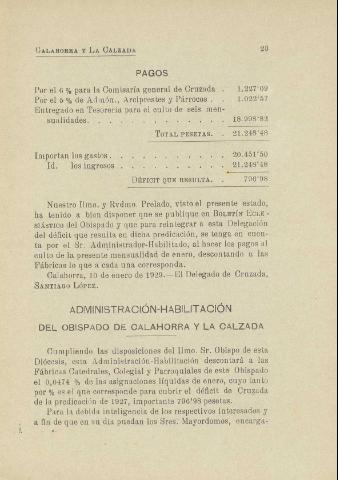 CALAHORRA Y LA CALZADA 23
PAGOS
Por el 6 % para la Comisaría general de Cruzada . 1.227'09
Por el 5 % de Admón., Arciprestes y Párrocos . . 1.022'57
Entregado en Tesorería para el culto de seis men-
sualidades. . . . . . . . . . . . 18.998'82
TOTAL PESETAS. . 21.248'48
Importan los gastos. . . . . . . . . . 20.451'50
Id. los ingresos . . . . . . . . . 21.248'48
DÉFICIT QUE RESULTA. . 796'98
Nuestro Ilmo. y Rvdmo. Prelado, visto el presente estado,
ha tenido a bien disponer que se publique en BOLETÍN ECLE-
SIÁSTICO del Obispado y que para reintegrar a esta Delegación
del déficit que resulta en dicha predicación, se tenga en cuen-
ta por el Sr. Administrador-Habilitado, al hacer los pagos al
culto de la presente mensualidad de enero, descontando a las
Fábricas lo que a cada una corresponda.
Calahorra, 10 de enero de 1929.—El Delegado de Cruzada,
SANTIAGO LÓPEZ.
ADMINISTRACIÓN-HABILITACIÓN
DEL OBISPADO DE CALAHORRA Y LA CALZADA
Cumpliendo las disposiciones del Ilmo. Sr. Obispo de esta
Diócesis, esta Administración-Habilitación descontará a las
Fábricas Catedrales, Colegial y Parroquiales de este Obispado
el 0,0474 % de las asignaciones líquidas de enero, cuyo tanto
por % es el que corresponde para cubrir el déficit de Cruzada
de la predicación de 1927, importante 796'98 pesetas.
Para la debida inteligencia de los respectivos interesados y
a fin de que en su día puedan los Sres. Mayordomos, encarga-